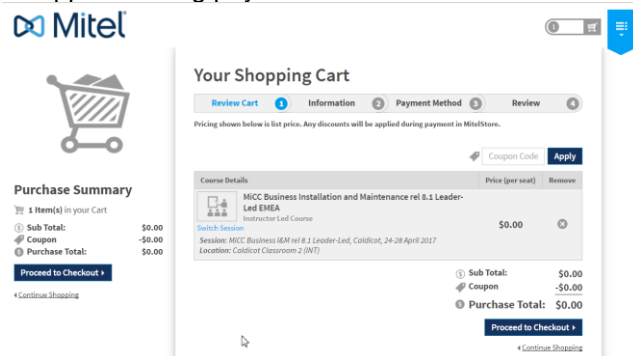 Mitel
1
Your Shopping Cart
Review Cart 1 Information 2 Payment Method 3 Review 4
Pricing shown below is list price. Any discounts will be applied during payment in MitelStore.
Coupon Code Apply
Course Details Price (per seat) Remove
MiCC Business Installation and Maintenance rel 8.1 Leader-
Led EMEA
Instructor Led Course
$0.00
Switch Session
Session: MiCC Business I&M rel 8.1 Leader-Led, Caldicot, 24-28 April 2017
Location: Caldicot Classroom 2 (INT)
Sub Total: $0.00
Coupon -$0.00
Purchase Total: $0.00
Proceed to Checkout
Continue Shopping
Purchase Summary
1 Item(s) in your Cart
Sub Total: $0.00
Coupon -$0.00
Purchase Total: $0.00
Proceed to Checkout
Continue Shopping